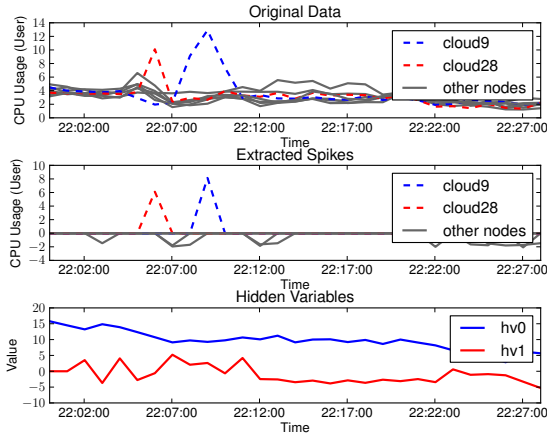 Original Data
CPU Usage (User)
14
12
10
8
6
4
2
0
cloud9
cloud28
other nodes
22:02:00 22:07:00 22:12:00 22:17:00 22:22:00 22:27:00
Time
Extracted Spikes
CPU Usage (User)
10
8
6
4
2
0
−2
−4
cloud9
cloud28
other nodes
22:02:00 22:07:00 22:12:00 22:17:00 22:22:00 22:27:00
Time
Hidden Variables
Value
20
15
10
5
0
−5
−10
hv0
hv1
22:02:00 22:07:00 22:12:00 22:17:00 22:22:00 22:27:00
Time